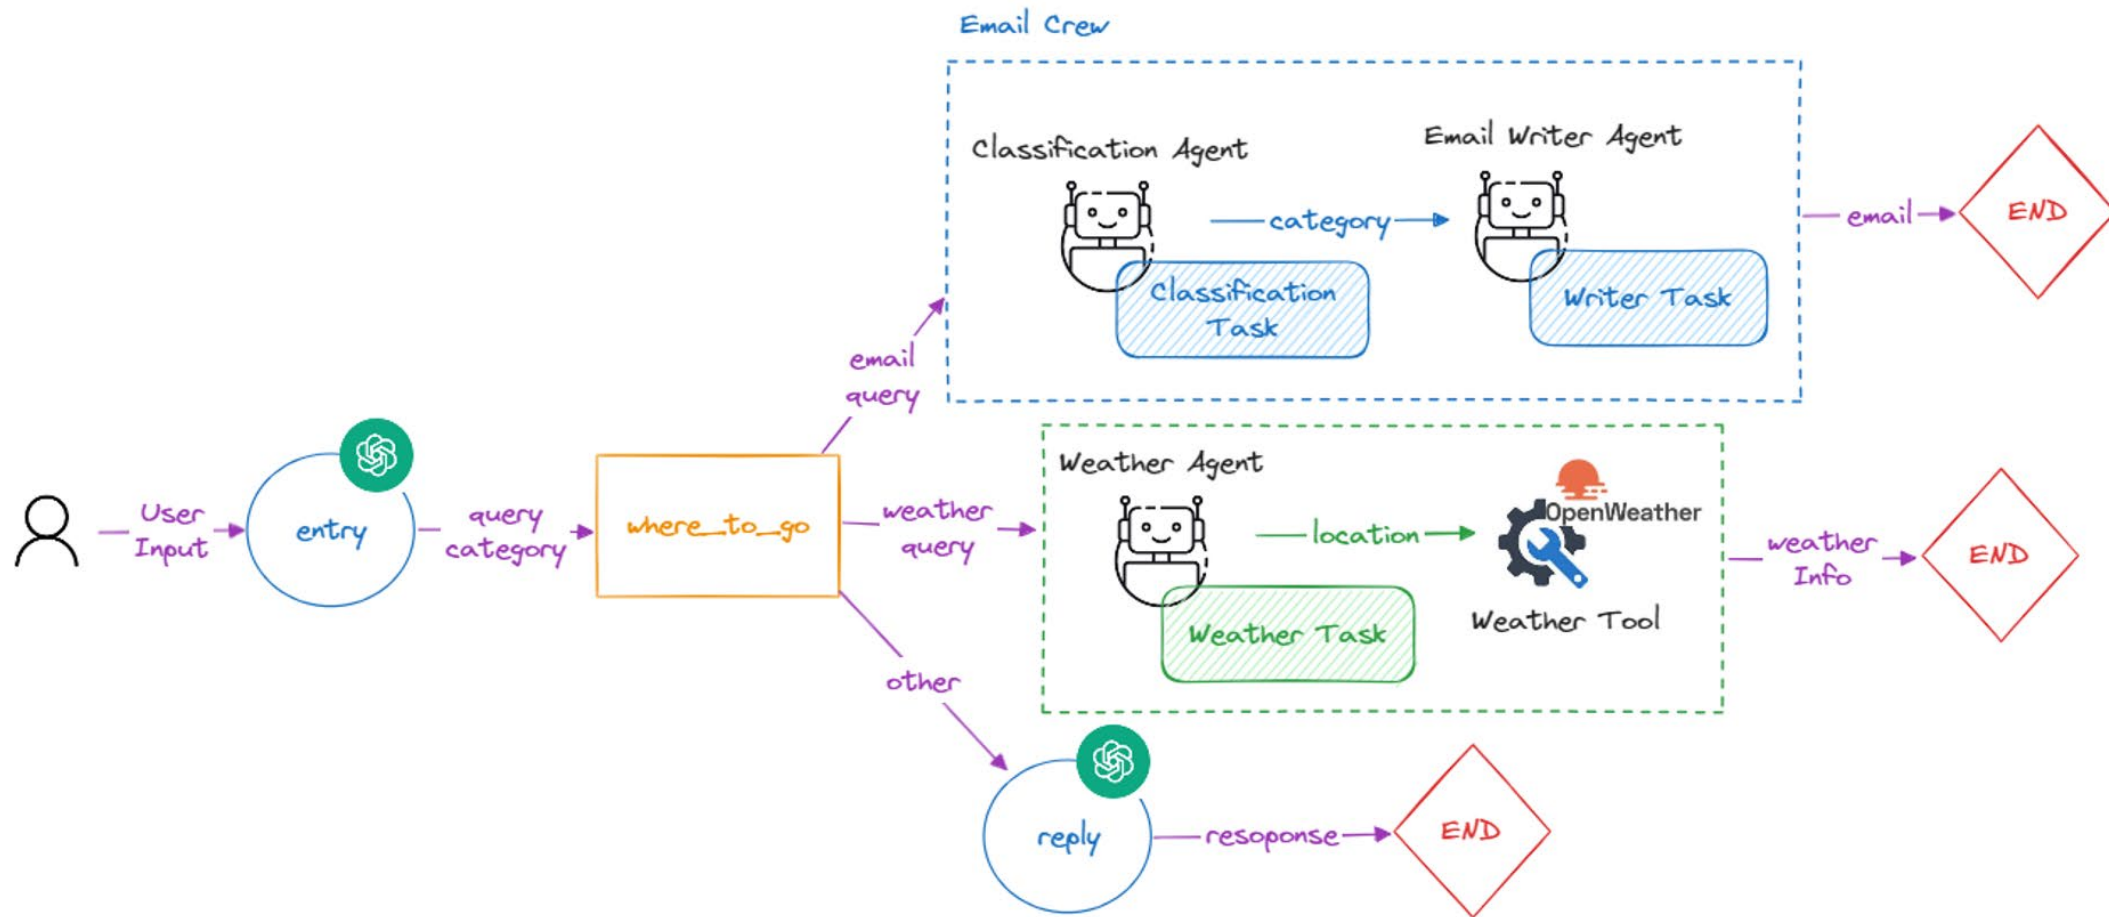 Email Crew
Classification Agent
Email Writer Agent
category
Classification
Task
Writer Task
email
END
email
query
User
Input
entry
query
category
where_to_go
weather
query
Weather Agent
location
OpenWeather
Weather Tool
Weather Task
weather
Info
END
other
reply
resoponse
END